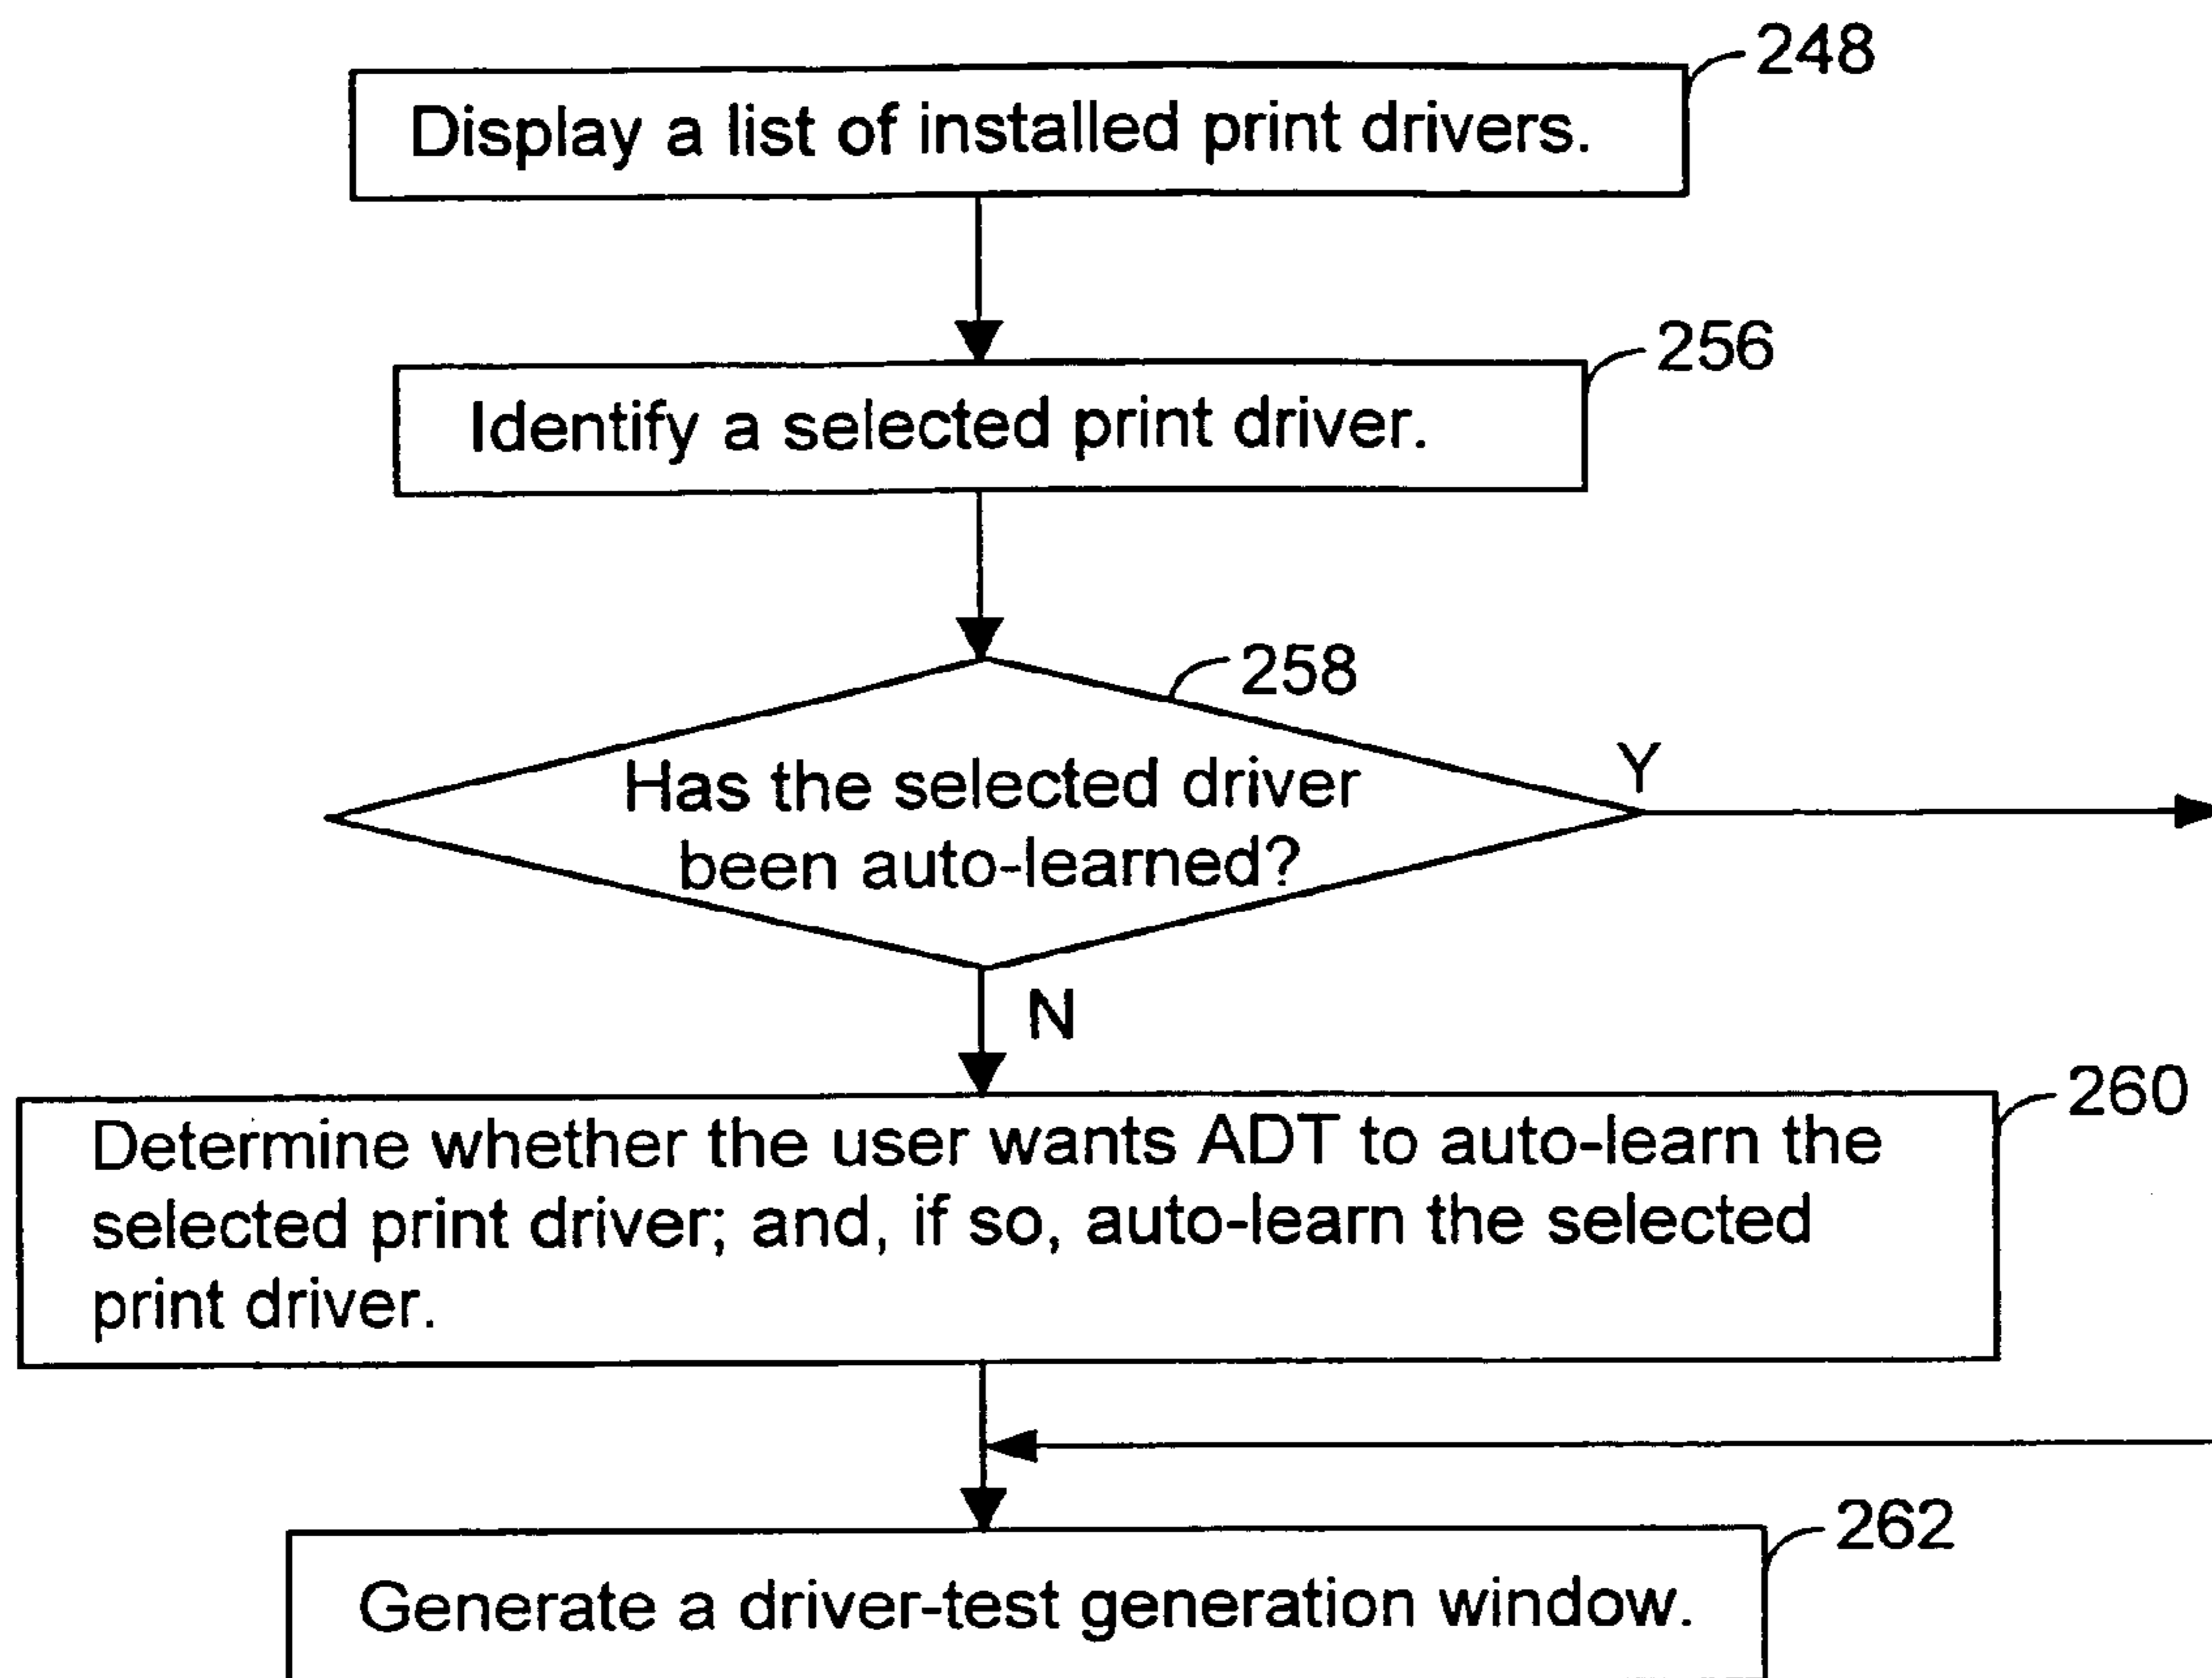 248
Display a list of installed print drivers.
256
Identify a selected print driver.
258
Has the selected driver
been auto-learned?
Y
N
260
Determine whether the user wants ADT to auto-learn the
selected print driver; and, if so, auto-learn the selected
print driver.
262
Generate a driver-test generation window.